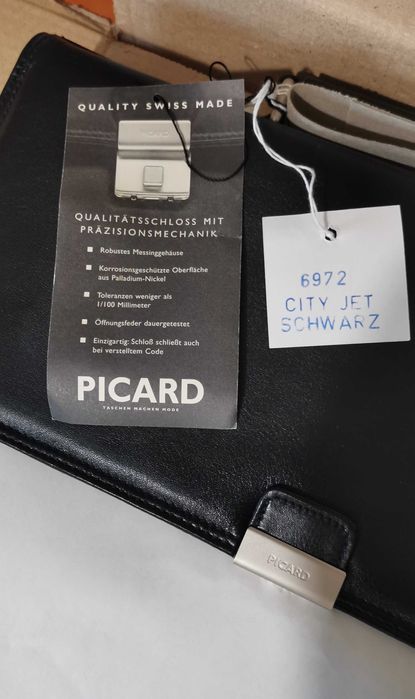 QUALITY SWISS MADE
PICARD
QUALITÄTSSCHLOSS MIT
PRÄZISIONSMECHANIK
Robustes Messinggehäuse
Korrosionsgeschützte Oberfläche
aus Palladium-Nickel
Toleranzen weniger als
1/100 Millimeter
Öffnungsfeder dauergetestet
Einzigartig: Schloß schließt auch
bei verstelltem Code
PICARD
TASCHEN MACHEN MODE
6972
CITY JET
SCHWARZ
PICARD